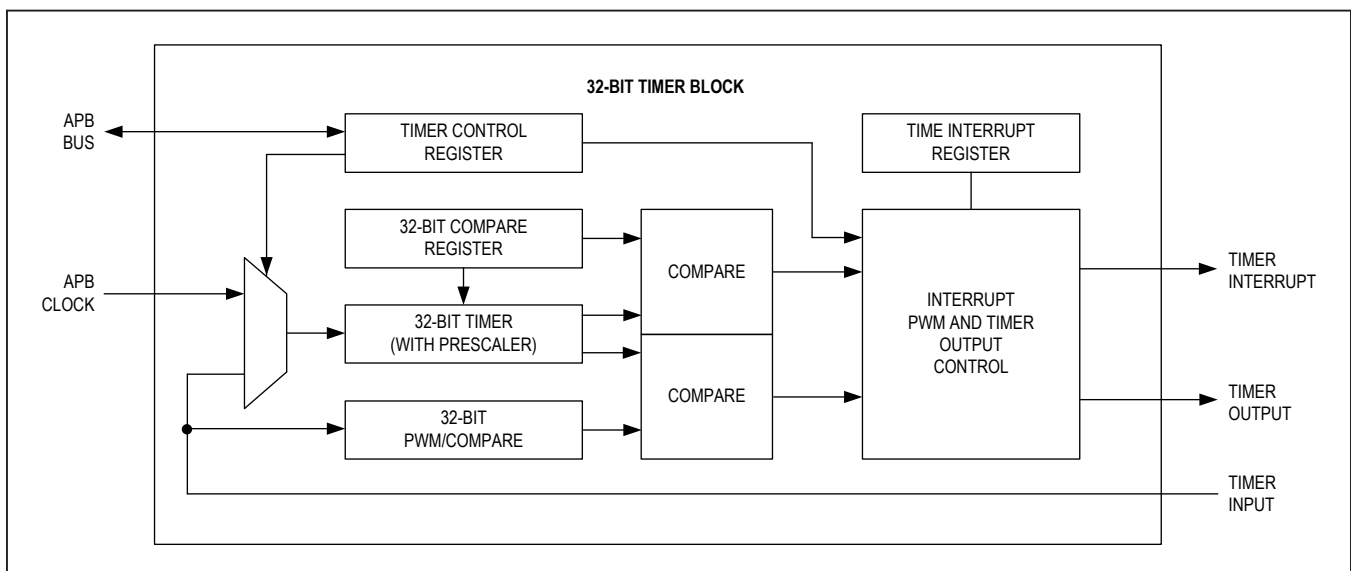 32-BIT TIMER BLOCK
APB
BUS
TIMER CONTROL
REGISTER
TIME INTERRUPT
REGISTER
32-BIT COMPARE
REGISTER
COMPARE
APB
CLOCK
32-BIT TIMER
(WITH PRESCALER)
INTERRUPT
PWM AND TIMER
OUTPUT
CONTROL
TIMER
INTERRUPT
32-BIT
PWM/COMPARE
COMPARE
TIMER
OUTPUT
TIMER
INPUT